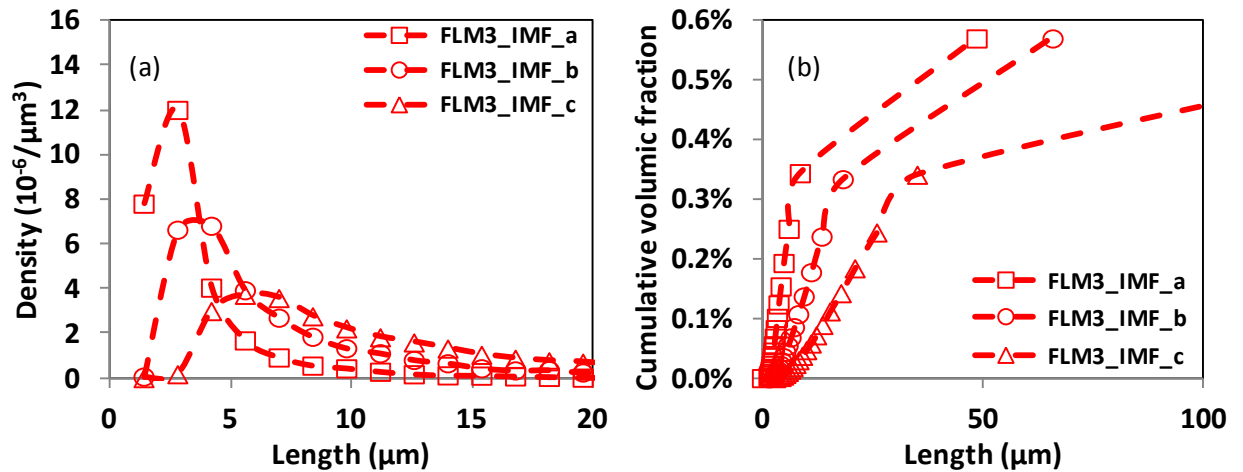 (a)
FLM3_IMF_a
FLM3_IMF_b
FLM3_IMF_c
Density (10⁻⁶/µm³)
16
14
12
10
8
6
4
2
0
0 5 10 15 20
Length (µm)
(b)
FLM3_IMF_a
FLM3_IMF_b
FLM3_IMF_c
Cumulative volumic fraction
0.6%
0.5%
0.4%
0.3%
0.2%
0.1%
0.0%
0 50 100
Length (µm)